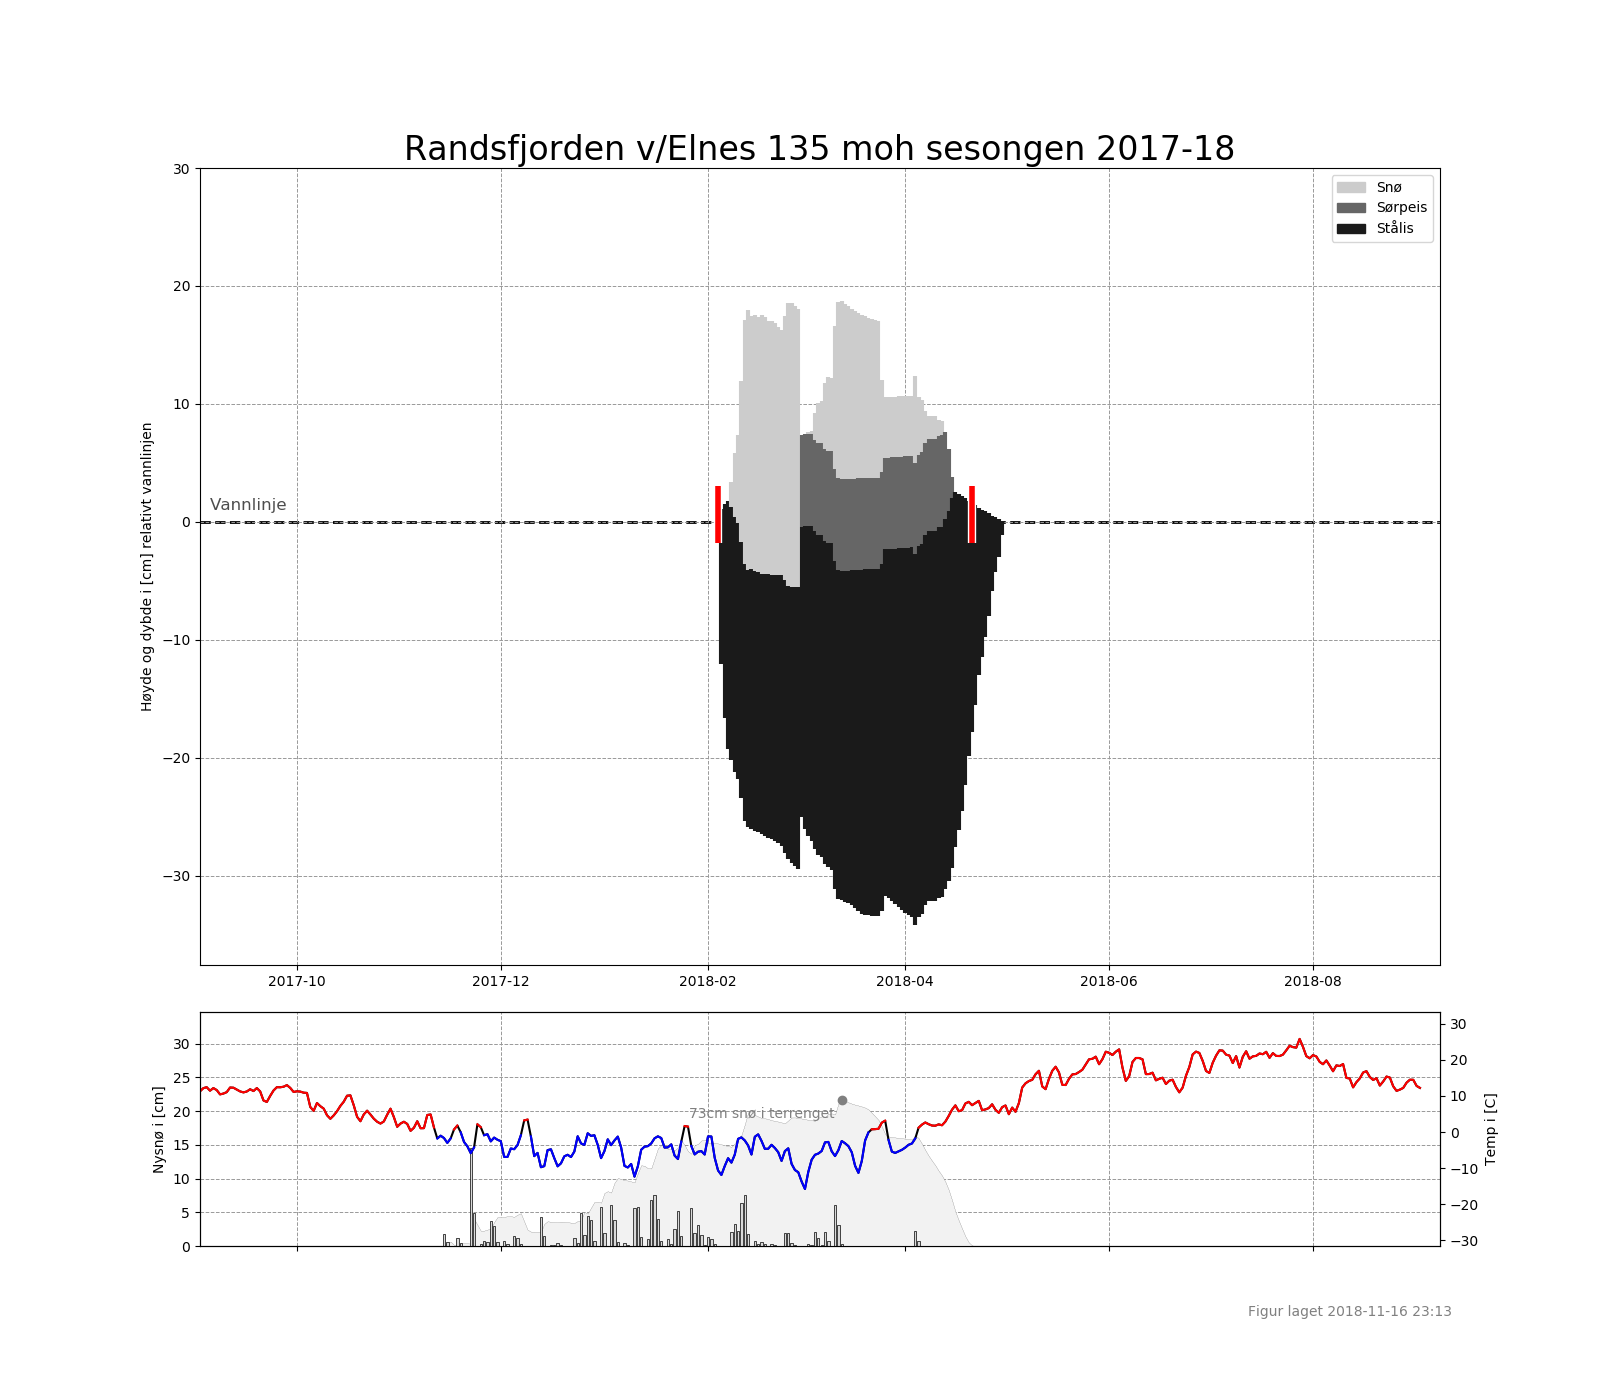 Randsfjorden v/Elnes 135 moh sesongen 2017-18
Høyde og dybde i [cm] relativt vannlinjen
30
20
10
0
−10
−20
−30
Vannlinje
Snø
Sørpeis
Stålis
2017-10
2017-12
2018-02
2018-04
2018-06
2018-08
Nysnø i [cm]
30
25
20
15
10
5
0
73cm snø i terrenget
30
20
10
0
−10
−20
−30
Temp i [C]
Figur laget 2018-11-16 23:13